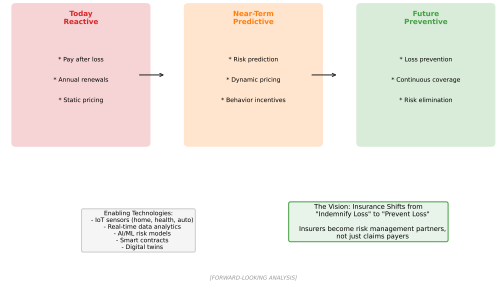 Today
Reactive
* Pay after loss
* Annual renewals
* Static pricing
Near-Term
Predictive
* Risk prediction
* Dynamic pricing
* Behavior incentives
Future
Preventive
* Loss prevention
* Continuous coverage
* Risk elimination
Enabling Technologies:
- IoT sensors (home, health, auto)
- Real-time data analytics
- AI/ML risk models
- Smart contracts
- Digital twins
The Vision: Insurance Shifts from
"Indemnify Loss" to "Prevent Loss"
Insurers become risk management partners,
not just claims payers
[FORWARD-LOOKING ANALYSIS]